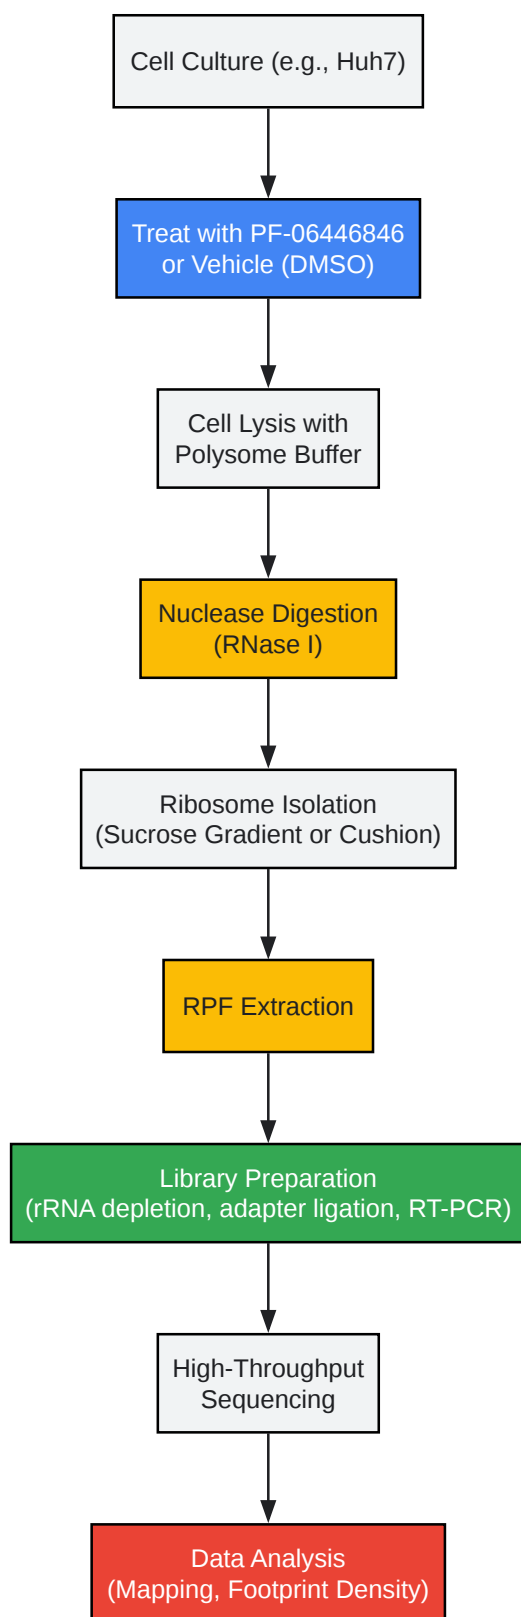 Cell Culture (e.g., Huh7)
Treat with PF-06446846
or Vehicle (DMSO)
Cell Lysis with
Polysome Buffer
Nuclease Digestion
(RNase I)
Ribosome Isolation
(Sucrose Gradient or Cushion)
RPF Extraction
Library Preparation
(rRNA depletion, adapter ligation, RT-PCR)
High-Throughput
Sequencing
Data Analysis
(Mapping, Footprint Density)